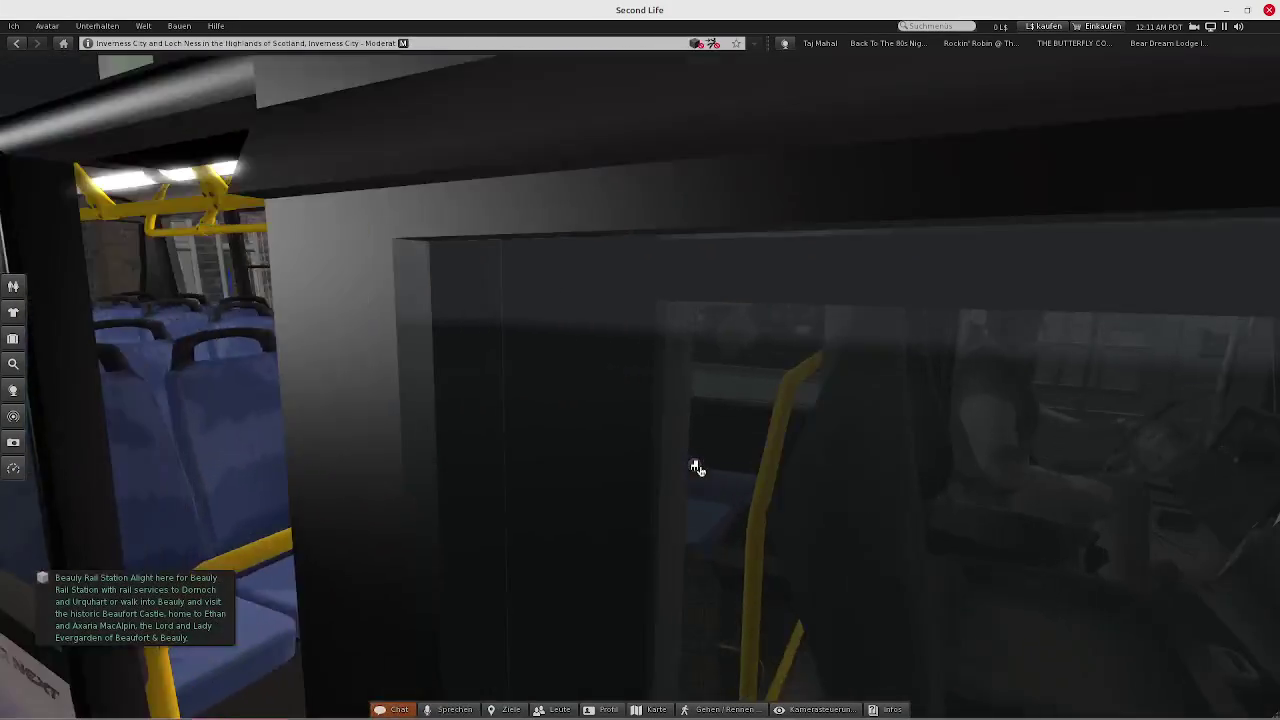 Second Life
Ich Avatar Unterhalten Welt Bauen Hilfe
Suchmenüs 0 L$ L$ kaufen Einkaufen 12:11 AM PDT
Inverness City and Loch Ness in the Highlands of Scotland, Inverness City - Moderat M
Taj Mahal Back To The 80s Nig... Rockin' Robin @ Th... THE BUTTERFLY CO... Bear Dream Lodge I...
Beauly Rail Station Alight here for Beauly
Rail Station with rail services to Dornoch
and Urquhart or walk into Beauly and visit
the historic Beaufort Castle, home to Ethan
and Axaria MacAlpin, the Lord and Lady
Evergarden of Beaufort & Beauly.
NEXT
Chat Sprechen Ziele Leute Profil Karte Gehen / Rennen ... Kamerasteuerun... Infos